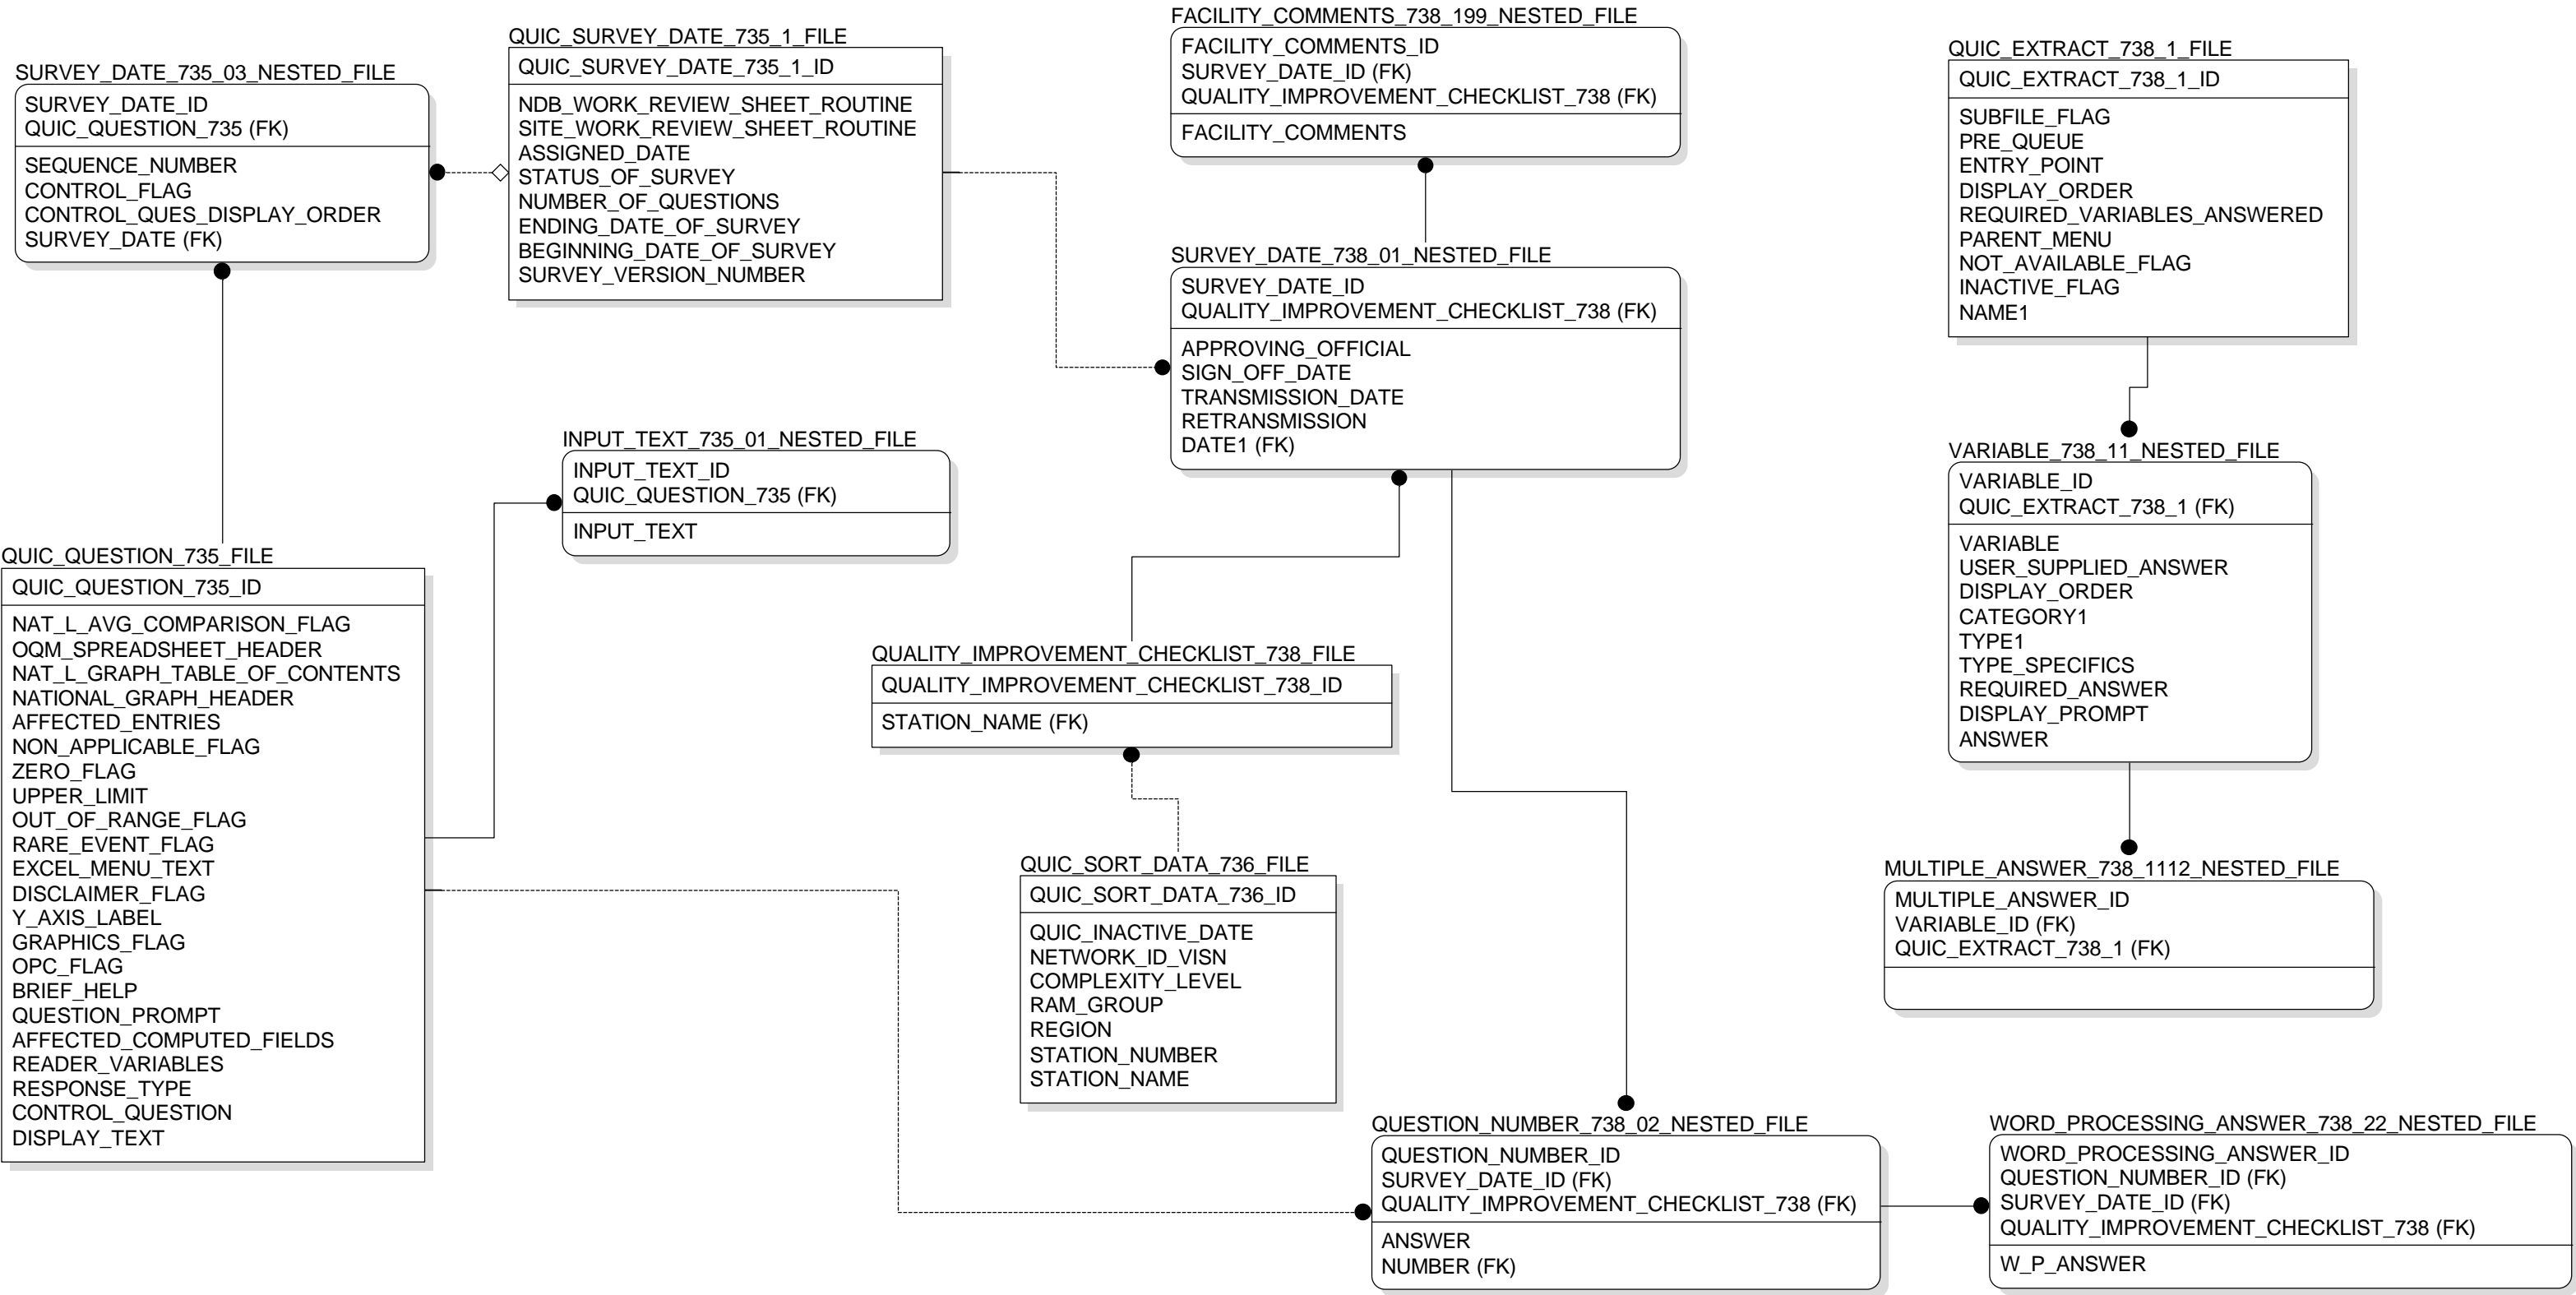 SURVEY_DATE_735_03_NESTED_FILE
SURVEY_DATE_ID
QUIC_QUESTION_735 (FK)
SEQUENCE_NUMBER
CONTROL_FLAG
CONTROL_QUES_DISPLAY_ORDER
SURVEY_DATE (FK)
QUIC_SURVEY_DATE_735_1_FILE
QUIC_SURVEY_DATE_735_1_ID
NDB_WORK_REVIEW_SHEET_ROUTINE
SITE_WORK_REVIEW_SHEET_ROUTINE
ASSIGNED_DATE
STATUS_OF_SURVEY
NUMBER_OF_QUESTIONS
ENDING_DATE_OF_SURVEY
BEGINNING_DATE_OF_SURVEY
SURVEY_VERSION_NUMBER
FACILITY_COMMENTS_738_199_NESTED_FILE
FACILITY_COMMENTS_ID
SURVEY_DATE_ID (FK)
QUALITY_IMPROVEMENT_CHECKLIST_738 (FK)
FACILITY_COMMENTS
QUIC_EXTRACT_738_1_FILE
QUIC_EXTRACT_738_1_ID
SUBFILE_FLAG
PRE_QUEUE
ENTRY_POINT
DISPLAY_ORDER
REQUIRED_VARIABLES_ANSWERED
PARENT_MENU
NOT_AVAILABLE_FLAG
INACTIVE_FLAG
NAME1
SURVEY_DATE_738_01_NESTED_FILE
SURVEY_DATE_ID
QUALITY_IMPROVEMENT_CHECKLIST_738 (FK)
APPROVING_OFFICIAL
SIGN_OFF_DATE
TRANSMISSION_DATE
RETRANSMISSION
DATE1 (FK)
INPUT_TEXT_735_01_NESTED_FILE
INPUT_TEXT_ID
QUIC_QUESTION_735 (FK)
INPUT_TEXT
VARIABLE_738_11_NESTED_FILE
VARIABLE_ID
QUIC_EXTRACT_738_1 (FK)
VARIABLE
USER_SUPPLIED_ANSWER
DISPLAY_ORDER
CATEGORY1
TYPE1
TYPE_SPECIFICS
REQUIRED_ANSWER
DISPLAY_PROMPT
ANSWER
QUIC_QUESTION_735_FILE
QUIC_QUESTION_735_ID
NAT_L_AVG_COMPARISON_FLAG
OQM_SPREADSHEET_HEADER
NAT_L_GRAPH_TABLE_OF_CONTENTS
NATIONAL_GRAPH_HEADER
AFFECTED_ENTRIES
NON_APPLICABLE_FLAG
ZERO_FLAG
UPPER_LIMIT
OUT_OF_RANGE_FLAG
RARE_EVENT_FLAG
EXCEL_MENU_TEXT
DISCLAIMER_FLAG
Y_AXIS_LABEL
GRAPHICS_FLAG
OPC_FLAG
BRIEF_HELP
QUESTION_PROMPT
AFFECTED_COMPUTED_FIELDS
READER_VARIABLES
RESPONSE_TYPE
CONTROL_QUESTION
DISPLAY_TEXT
QUALITY_IMPROVEMENT_CHECKLIST_738_FILE
QUALITY_IMPROVEMENT_CHECKLIST_738_ID
STATION_NAME (FK)
QUIC_SORT_DATA_736_FILE
QUIC_SORT_DATA_736_ID
QUIC_INACTIVE_DATE
NETWORK_ID_VISN
COMPLEXITY_LEVEL
RAM_GROUP
REGION
STATION_NUMBER
STATION_NAME
MULTIPLE_ANSWER_738_1112_NESTED_FILE
MULTIPLE_ANSWER_ID
VARIABLE_ID (FK)
QUIC_EXTRACT_738_1 (FK)
QUESTION_NUMBER_738_02_NESTED_FILE
QUESTION_NUMBER_ID
SURVEY_DATE_ID (FK)
QUALITY_IMPROVEMENT_CHECKLIST_738 (FK)
ANSWER
NUMBER (FK)
WORD_PROCESSING_ANSWER_738_22_NESTED_FILE
WORD_PROCESSING_ANSWER_ID
QUESTION_NUMBER_ID (FK)
SURVEY_DATE_ID (FK)
QUALITY_IMPROVEMENT_CHECKLIST_738 (FK)
W_P_ANSWER